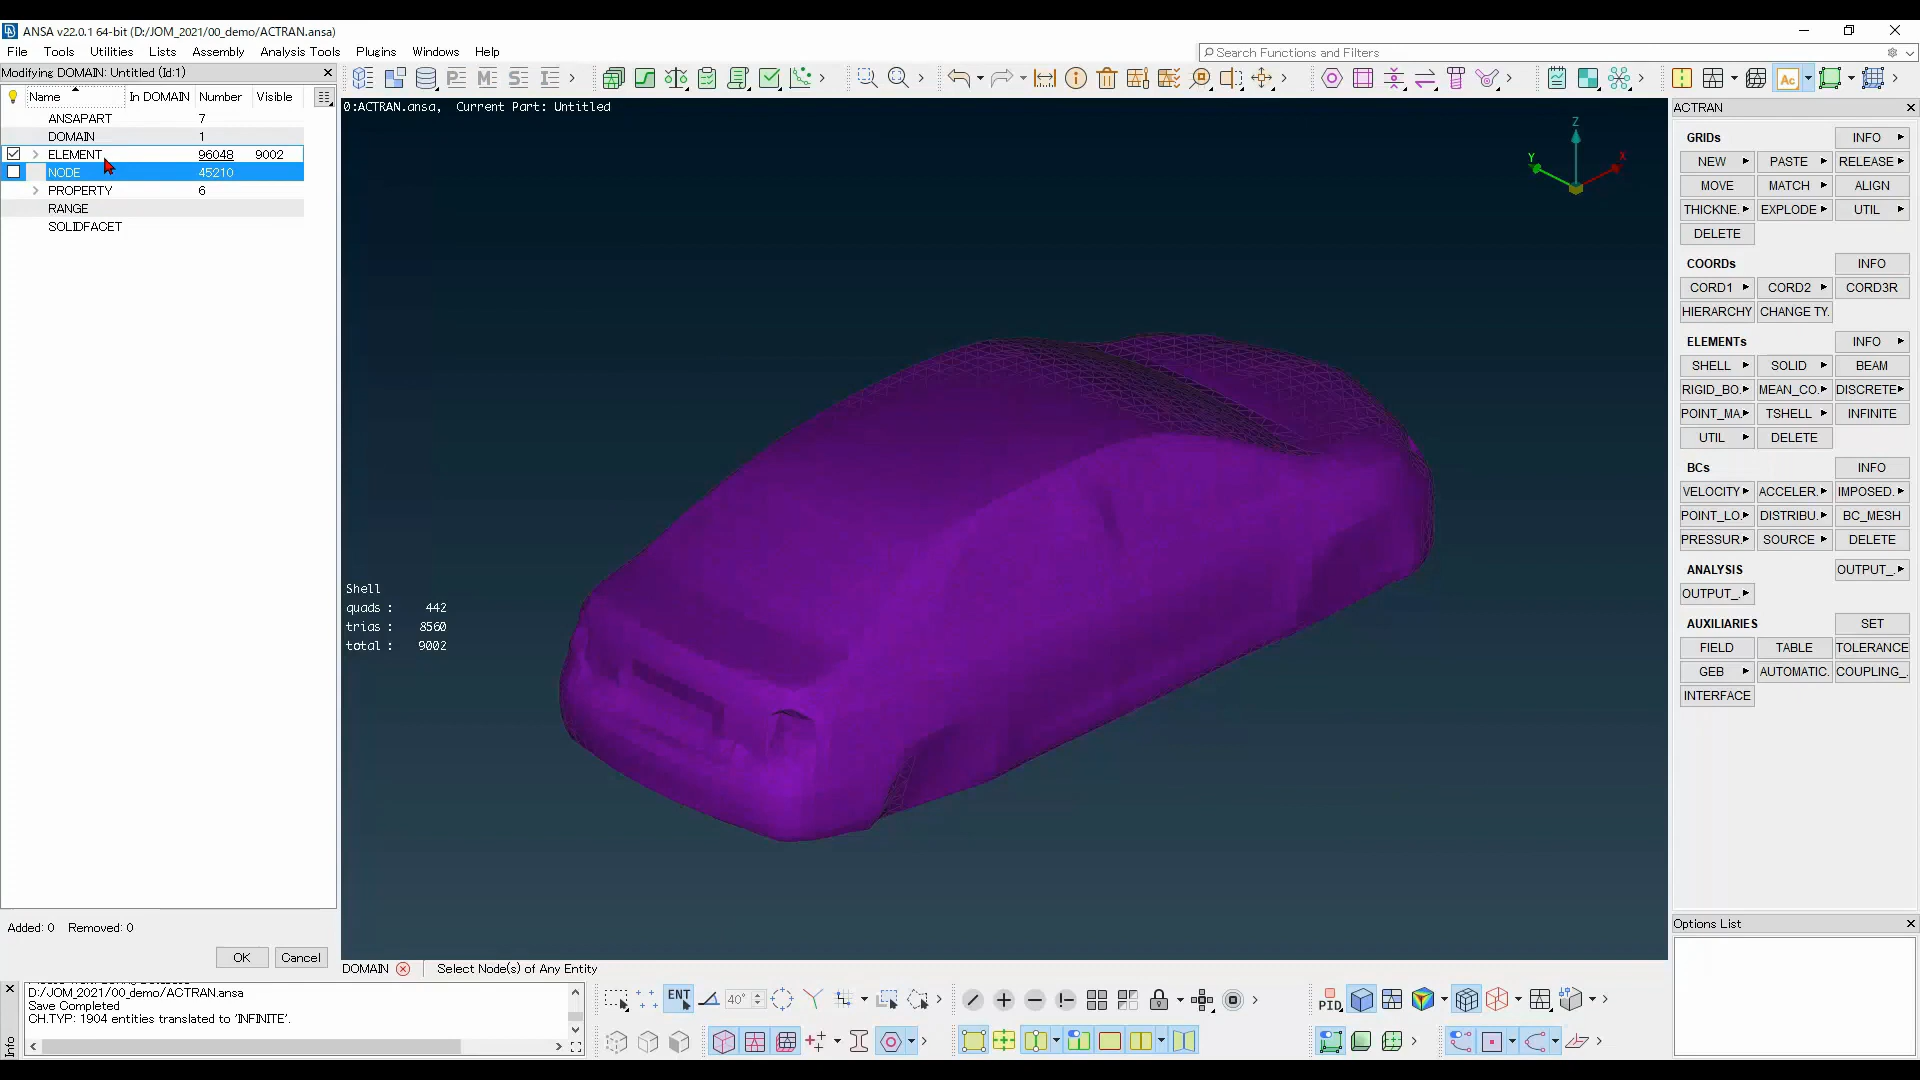 ANSA v22.0.1 64-bit (D:/JOM_2021/00_demo/ACTRAN.ansa)
File Tools Utilities Lists Assembly Analysis Tools Plugins Windows Help
Search Functions and Filters
Modifying DOMAIN: Untitled (Id:1)
Name In DOMAIN Number Visible
ANSAPART 7
DOMAIN 1
ELEMENT 96048 9002
NODE 45210
PROPERTY 6
RANGE
SOLIDFACET
Added: 0 Removed: 0
OK Cancel
0:ACTRAN.ansa, Current Part: Untitled
Z
Y
X
Shell
quads : 442
trias : 8560
total : 9002
DOMAIN Select Node(s) of Any Entity
ACTRAN
GRIDs INFO
NEW PASTE RELEASE
MOVE MATCH ALIGN
THICKNE. EXPLODE UTIL
DELETE
COORDs INFO
CORD1 CORD2 CORD3R
HIERARCHY CHANGE TY.
ELEMENTs INFO
SHELL SOLID BEAM
RIGID_BO. MEAN_CO. DISCRETE
POINT_MA. TSHELL INFINITE
UTIL DELETE
BCs INFO
VELOCITY ACCELER. IMPOSED.
POINT_LO. DISTRIBU. BC_MESH
PRESSUR. SOURCE DELETE
ANALYSIS OUTPUT_.
OUTPUT_.
AUXILIARIES SET
FIELD TABLE TOLERANCE
GEB AUTOMATIC. COUPLING_.
INTERFACE
Options List
D:/JOM_2021/00_demo/ACTRAN.ansa
Save Completed
CH.TYP: 1904 entities translated to 'INFINITE'.
Info
ENT
40°
PID
Ac